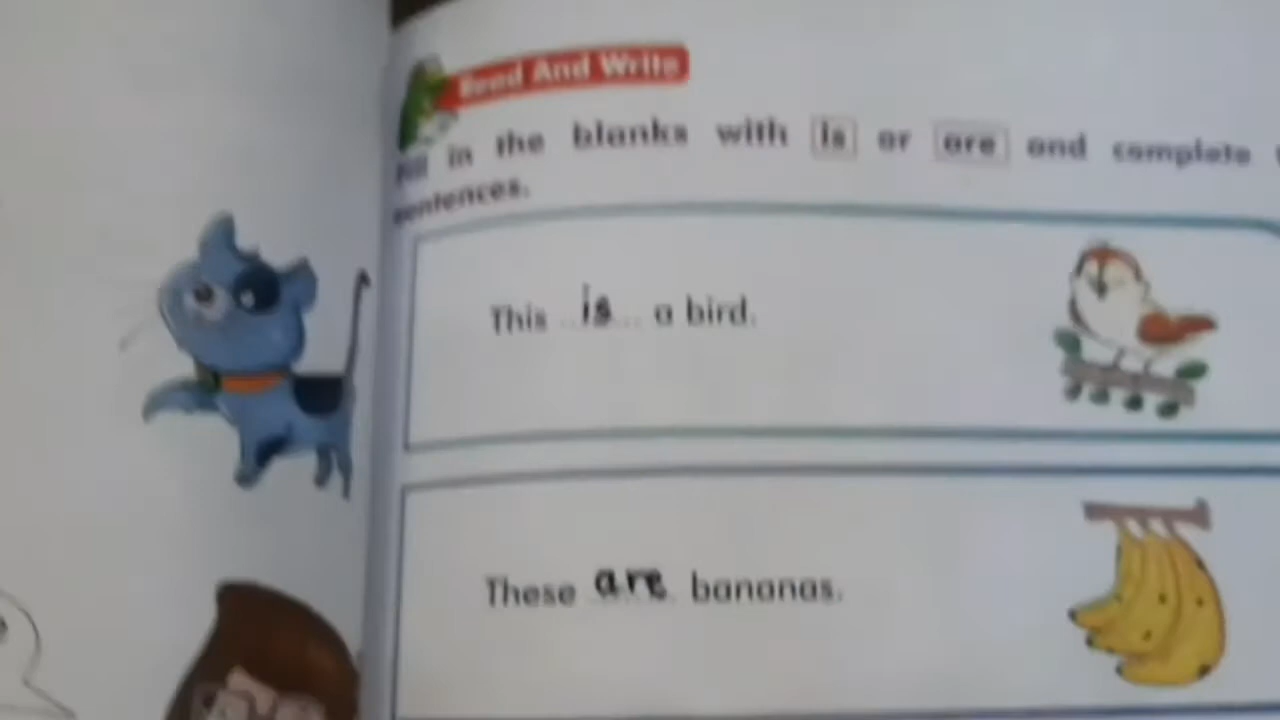 Read And Write
Fill in the blanks with is or are and complete
sentences.
This is a bird.
These are bananas.